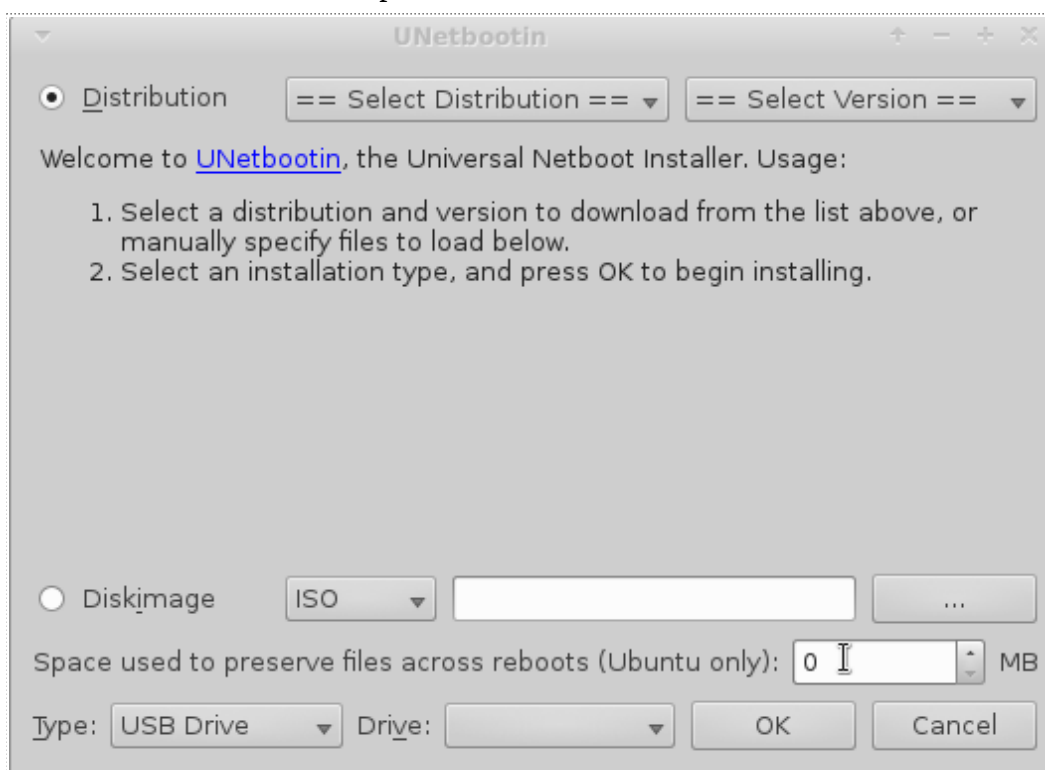 UNetbootin
Distribution == Select Distribution == == Select Version ==
Welcome to UNetbootin, the Universal Netboot Installer. Usage:
1. Select a distribution and version to download from the list above, or
manually specify files to load below.
2. Select an installation type, and press OK to begin installing.
Diskimage ISO ...
Space used to preserve files across reboots (Ubuntu only): 0 MB
Type: USB Drive Drive: OK Cancel